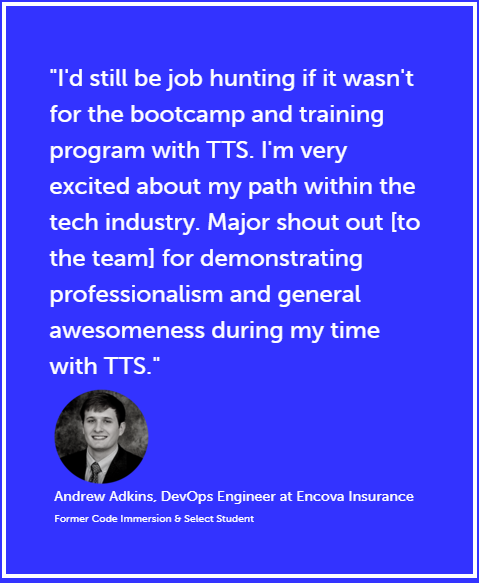 "I'd still be job hunting if it wasn't
for the bootcamp and training
program with TTS. I'm very
excited about my path within the
tech industry. Major shout out [to
the team] for demonstrating
professionalism and general
awesomeness during my time
with TTS."
Andrew Adkins, DevOps Engineer at Encova Insurance
Former Code Immersion & Select Student